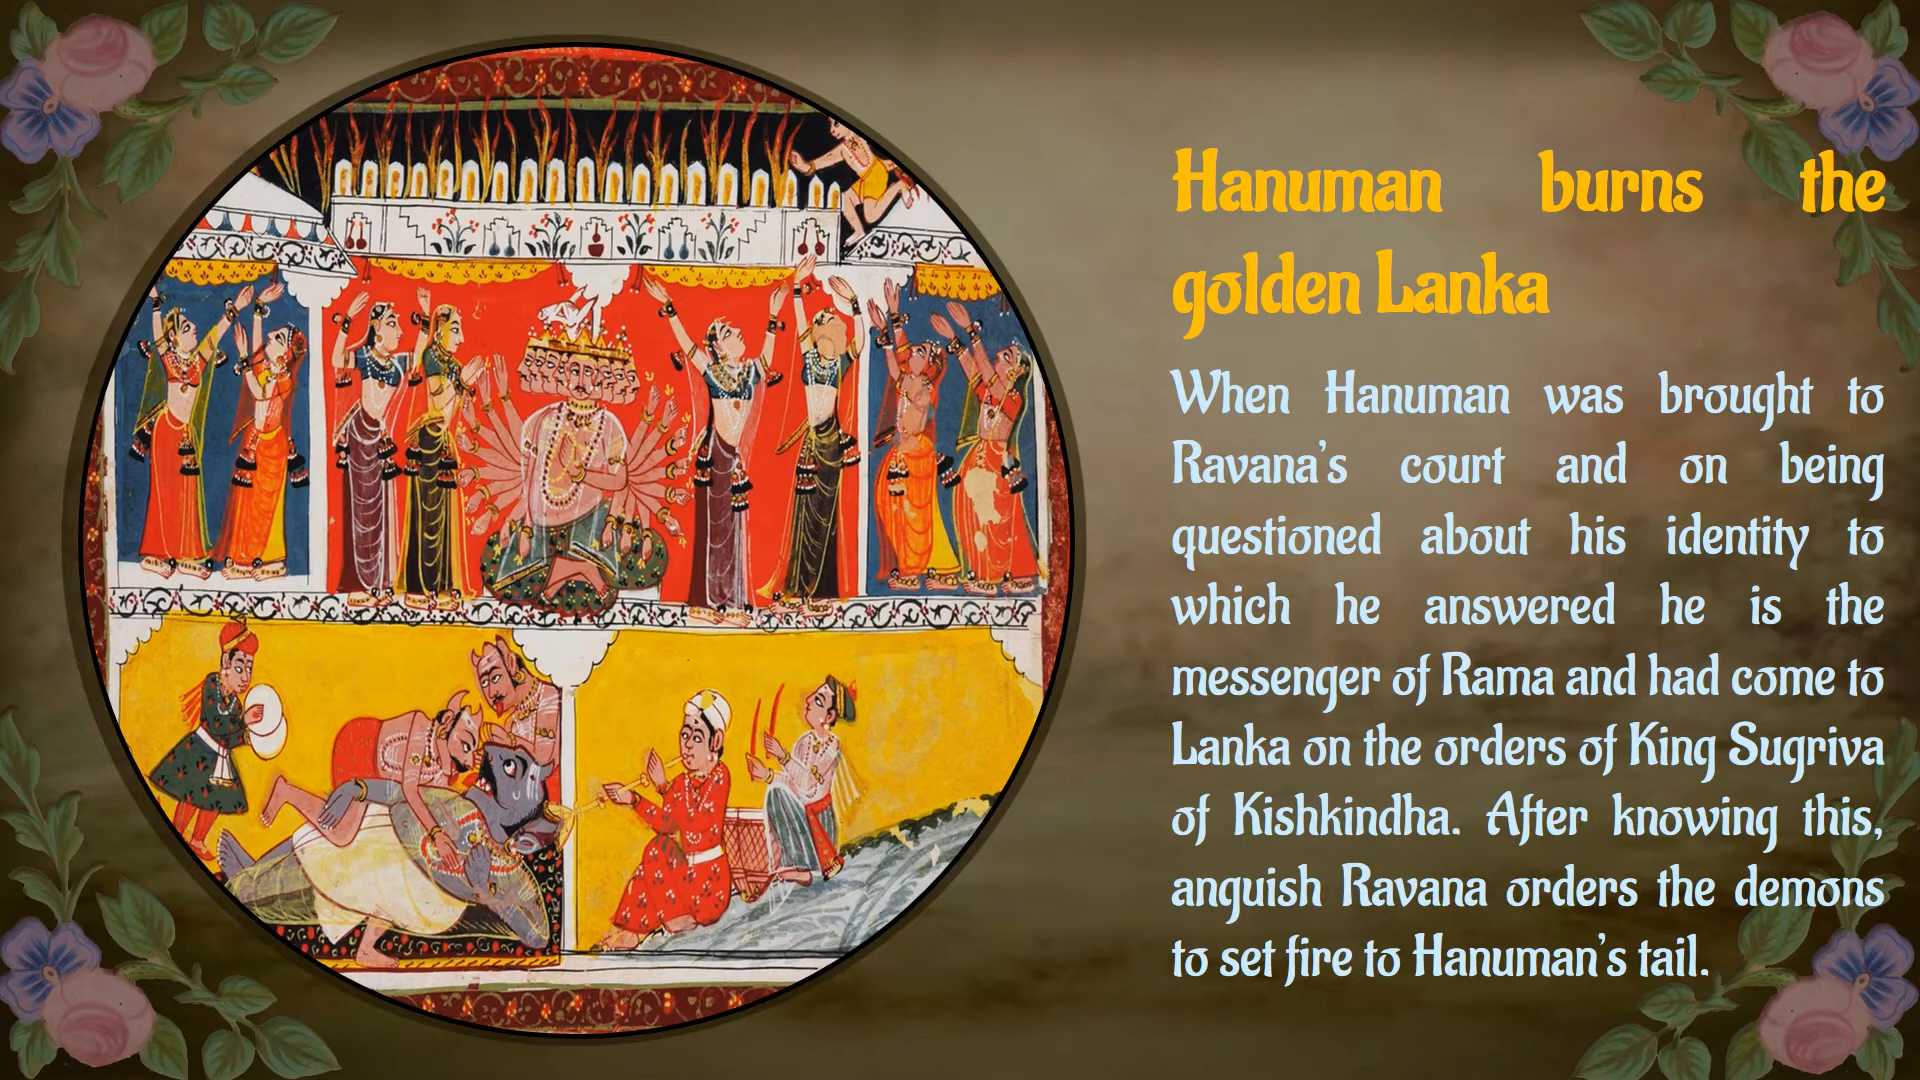 Hanuman burns the
golden Lanka
When Hanuman was brought to
Ravana’s court and on being
questioned about his identity to
which he answered he is the
messenger of Rama and had come to
Lanka on the orders of King Sugriva
of Kishkindha. After knowing this,
anguish Ravana orders the demons
to set fire to Hanuman’s tail.